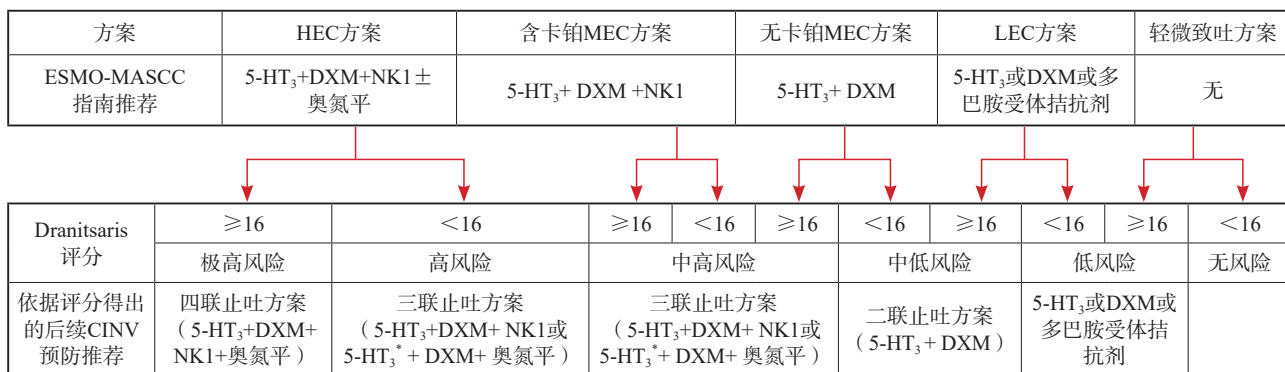 方案 HEC方案 含卡铂MEC方案 无卡铂MEC方案 LEC方案 轻微致吐方案
ESMO-MASCC
指南推荐
5-HT₃+DXM+NK1±
奥氮平
5-HT₃+ DXM +NK1
5-HT₃+ DXM
5-HT₃或DXM或多
巴胺受体拮抗剂
无
Dranitsaris
评分
≥16 <16 ≥16 <16 ≥16 <16 ≥16 <16 ≥16 <16
极高风险 高风险 中高风险 中低风险 低风险 无风险
依据评分得出
的后续CINV
预防推荐
四联止吐方案
（5-HT₃+DXM+
NK1+奥氮平）
三联止吐方案
（5-HT₃+DXM+ NK1或
5-HT₃*+ DXM+ 奥氮平）
三联止吐方案
（5-HT₃+DXM+ NK1或
5-HT₃*+ DXM+ 奥氮平）
二联止吐方案
（5-HT₃+ DXM）
5-HT₃或DXM或
多巴胺受体拮
抗剂